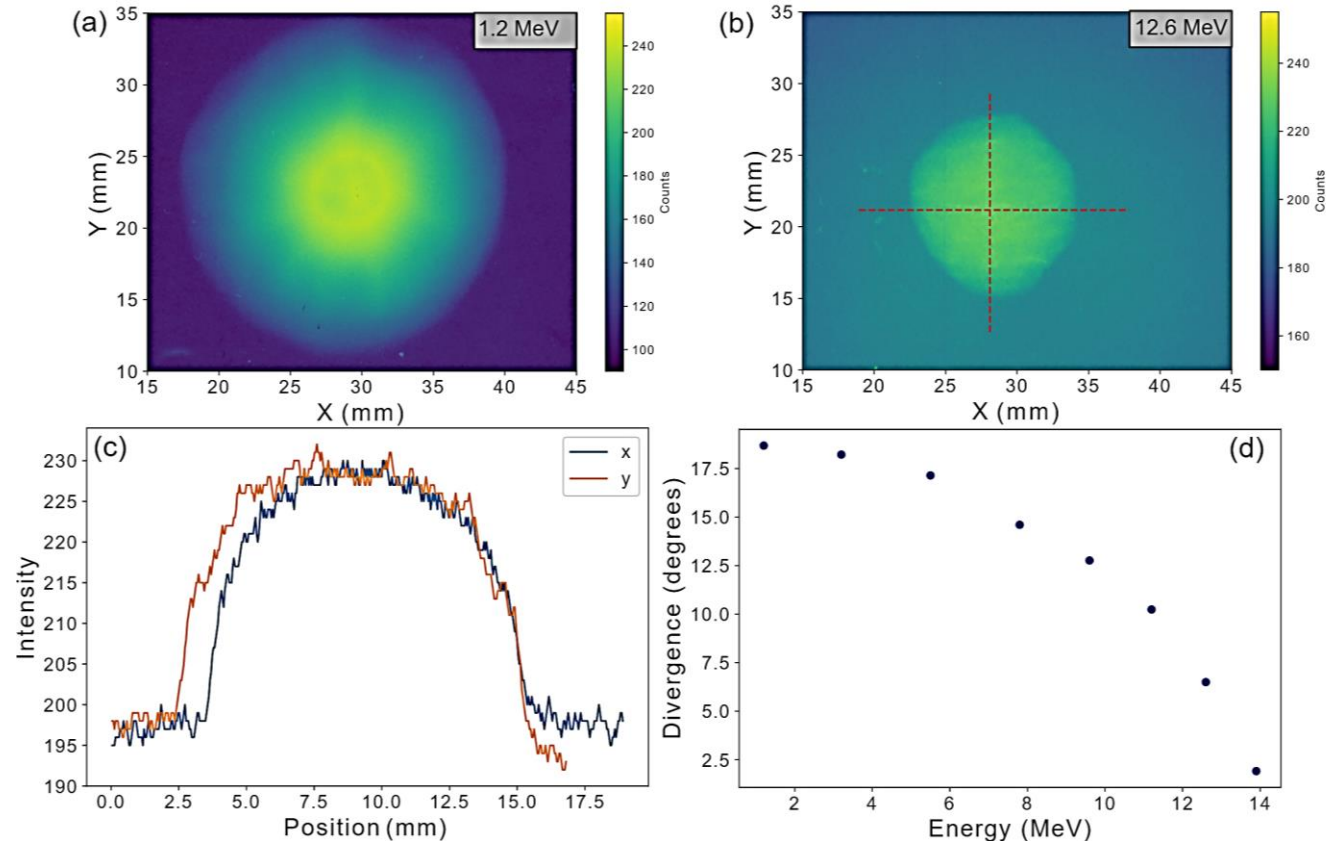 (a)
1.2 MeV
35
30
25
20
15
10
Y (mm)
15 20 25 30 35 40 45
X (mm)
240
220
200
180
160
140
120
100
Counts
(b)
12.6 MeV
35
30
25
20
15
10
Y (mm)
15 20 25 30 35 40 45
X (mm)
240
220
200
180
160
Counts
(c)
x
y
230
225
220
215
210
205
200
195
190
Intensity
0.0 2.5 5.0 7.5 10.0 12.5 15.0 17.5
Position (mm)
(d)
17.5
15.0
12.5
10.0
7.5
5.0
2.5
Divergence (degrees)
2 4 6 8 10 12 14
Energy (MeV)